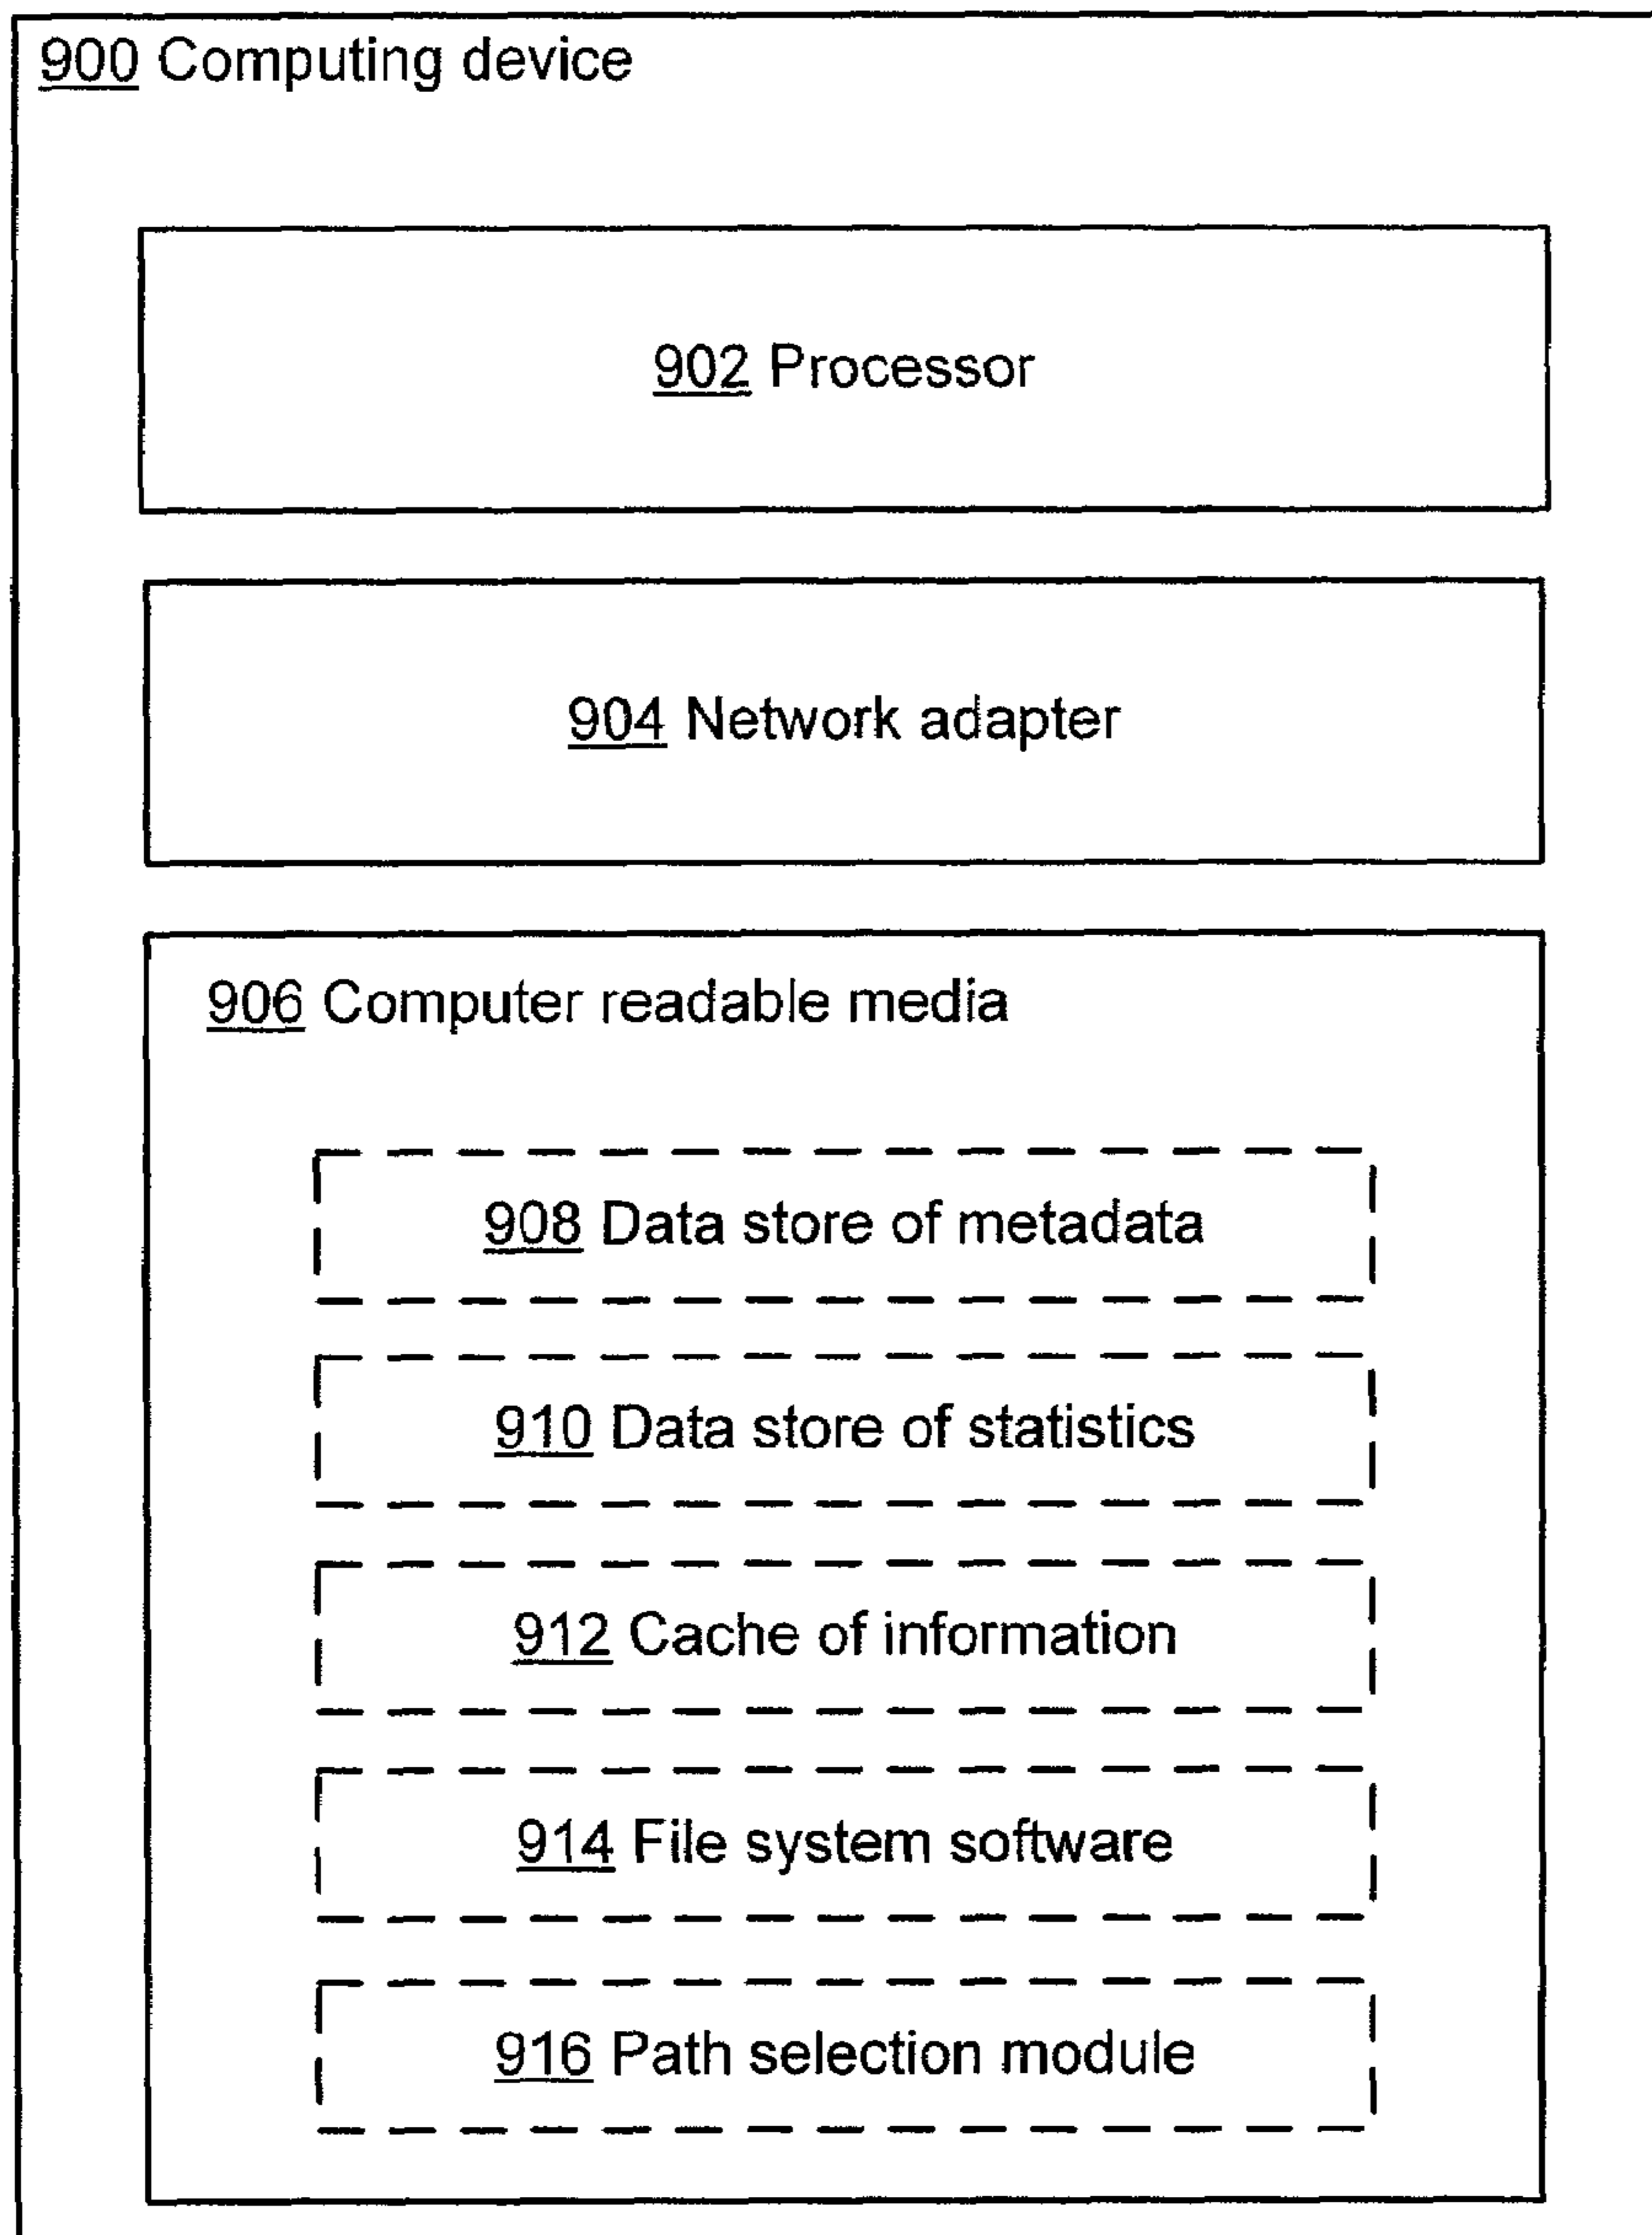 900 Computing device
902 Processor
904 Network adapter
906 Computer readable media
908 Data store of metadata
910 Data store of statistics
912 Cache of information
914 File system software
916 Path selection module